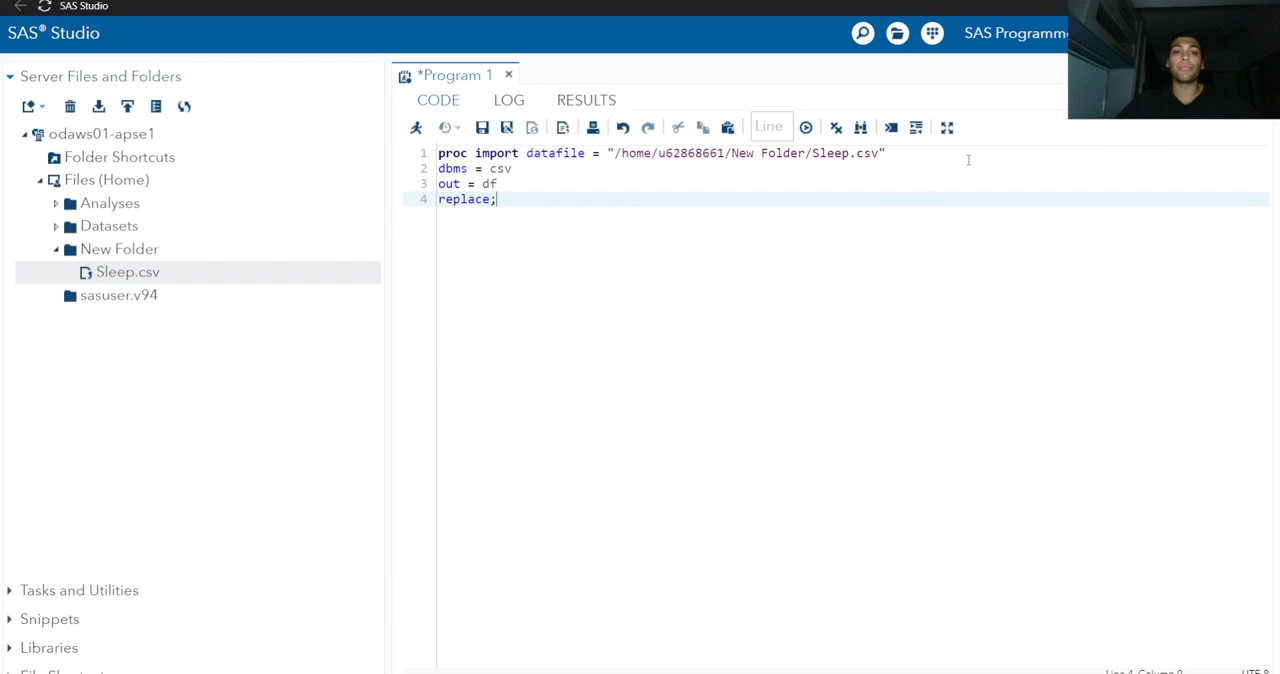 SAS Studio
SAS® Studio
SAS Programme
Server Files and Folders
odaws01-apse1
Folder Shortcuts
Files (Home)
Analyses
Datasets
New Folder
Sleep.csv
sasuser.v94
Tasks and Utilities
Snippets
Libraries
*Program 1
CODE LOG RESULTS
Line
1 proc import datafile = "/home/u62868661/New Folder/Sleep.csv"
2 dbms = csv
3 out = df
4 replace;